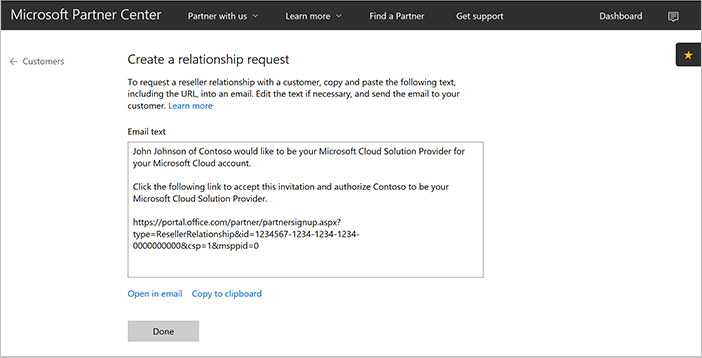 Microsoft Partner Center Partner with us Learn more Find a Partner Get support Dashboard
Customers
Create a relationship request
To request a reseller relationship with a customer, copy and paste the following text,
including the URL, into an email. Edit the text if necessary, and send the email to your
customer. Learn more
Email text
John Johnson of Contoso would like to be your Microsoft Cloud Solution Provider for
your Microsoft Cloud account.
Click the following link to accept this invitation and authorize Contoso to be your
Microsoft Cloud Solution Provider.
https://portal.office.com/partner/partnersignup.aspx?
type=ResellerRelationship&id=1234567-1234-1234-1234-
0000000000&csp=1&msppid=0
Open in email Copy to clipboard
Done